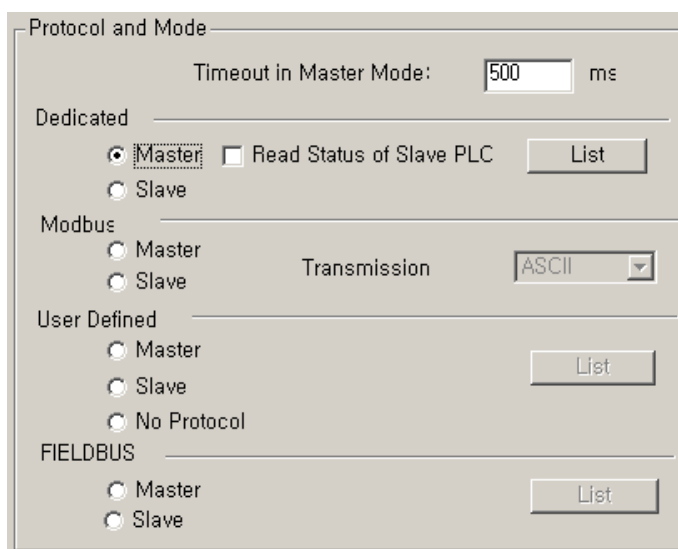 Protocol and Mode
Timeout in Master Mode: 500 ms
Dedicated
Master Read Status of Slave PLC List
Slave
Modbus
Master
Transmission ASCII
Slave
User Defined
Master
List
Slave
No Protocol
FIELDBUS
Master List
Slave